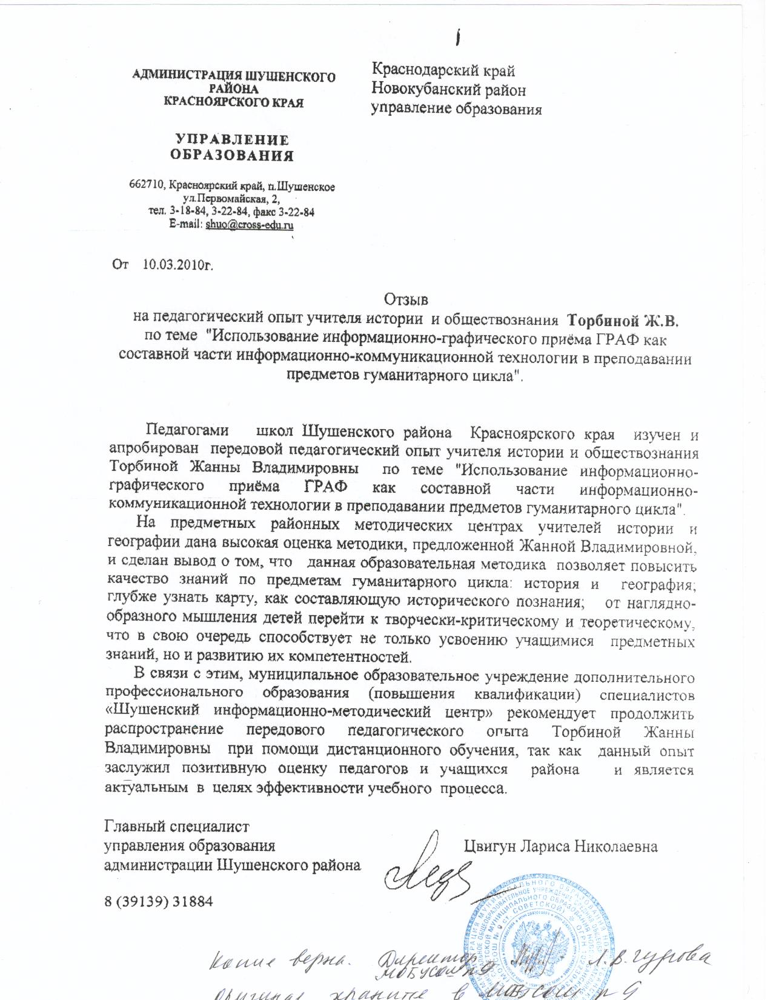 АДМИНИСТРАЦИЯ ШУШЕНСКОГО
РАЙОНА
КРАСНОЯРСКОГО КРАЯ
УПРАВЛЕНИЕ
ОБРАЗОВАНИЯ
662710, Красноярский край, п.Шушенское
ул.Первомайская, 2,
тел. 3-18-84, 3-22-84, факс 3-22-84
E-mail: shuo@cross-edu.ru
Краснодарский край
Новокубанский район
управление образования
От 10.03.2010г.
Отзыв
на педагогический опыт учителя истории и обществознания Торбиной Ж.В.
по теме "Использование информационно-графического приёма ГРАФ как
составной части информационно-коммуникационной технологии в преподавании
предметов гуманитарного цикла".
Педагогами школ Шушенского района Красноярского края изучен и
апробирован передовой педагогический опыт учителя истории и обществознания
Торбиной Жанны Владимировны по теме "Использование информационно-
графического приёма ГРАФ как составной части информационно-
коммуникационной технологии в преподавании предметов гуманитарного цикла".
На предметных районных методических центрах учителей истории и
географии дана высокая оценка методики, предложенной Жанной Владимировной,
и сделан вывод о том, что данная образовательная методика позволяет повысить
качество знаний по предметам гуманитарного цикла: история и география;
глубже узнать карту, как составляющую исторического познания; от наглядно-
образного мышления детей перейти к творчески-критическому и теоретическому,
что в свою очередь способствует не только усвоению учащимися предметных
знаний, но и развитию их компетентностей.
В связи с этим, муниципальное образовательное учреждение дополнительного
профессионального образования (повышения квалификации) специалистов
«Шушенский информационно-методический центр» рекомендует продолжить
распространение передового педагогического опыта Торбиной Жанны
Владимировны при помощи дистанционного обучения, так как данный опыт
заслужил позитивную оценку педагогов и учащихся района и является
актуальным в целях эффективности учебного процесса.
Главный специалист
управления образования
администрации Шушенского района
Цвигун Лариса Николаевна
8 (39139) 31884
Копие верна. Директор Л.В. Гурова
МОБУСОШ №9
Оригинал хранится в МОБУСОШ №9